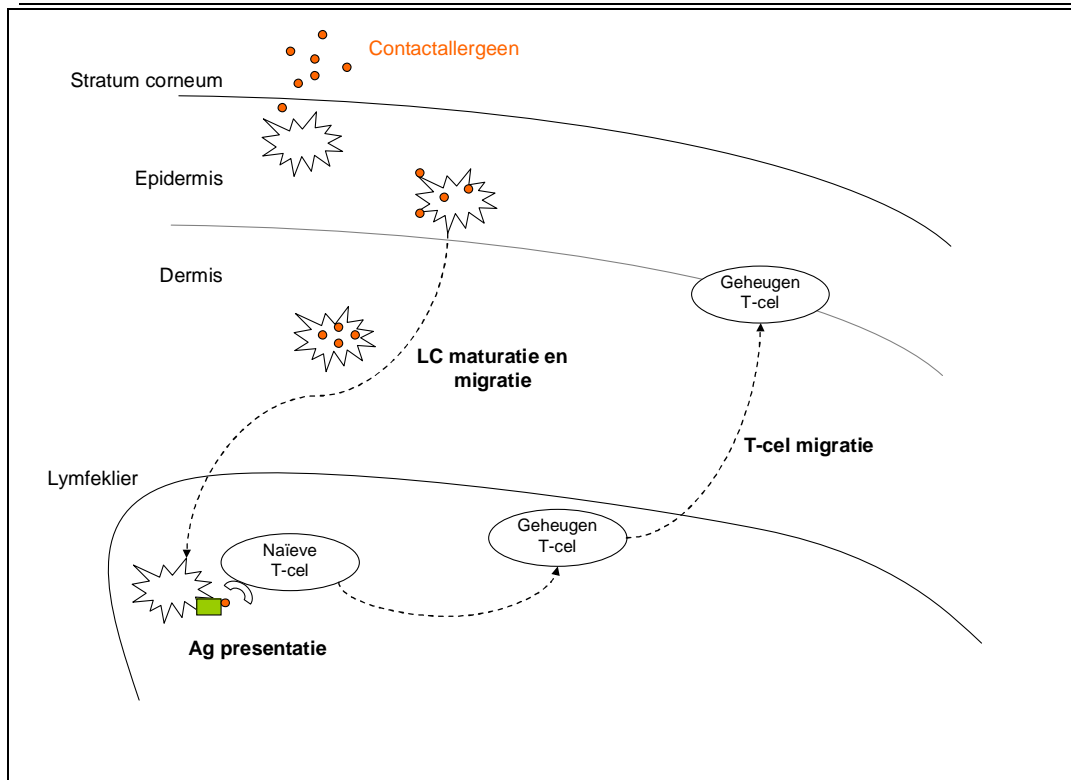 Contactallergeen
Stratum corneum
Epidermis
Dermis
Geheugen
T-cel
LC maturatie en
migratie
T-cel migratie
Lymfeklier
Geheugen
T-cel
Naïeve
T-cel
Ag presentatie